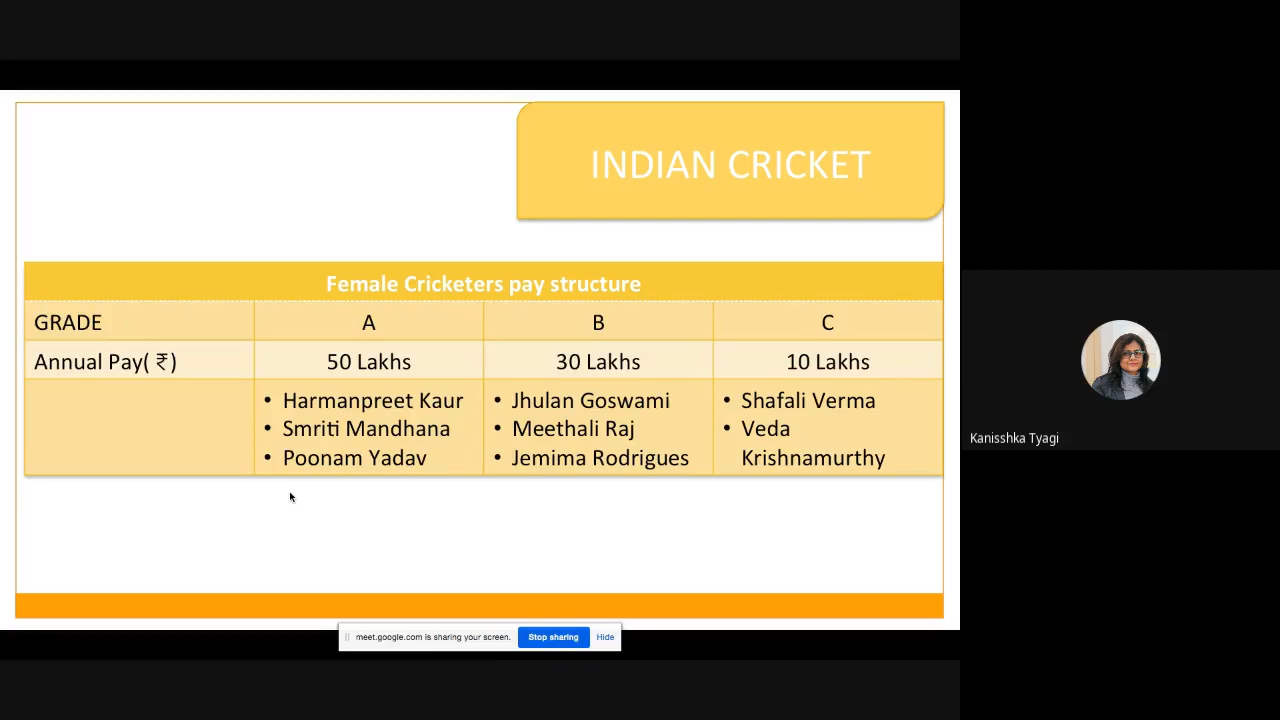 INDIAN CRICKET
Female Cricketers pay structure
GRADE A B C
Annual Pay( ₹) 50 Lakhs 30 Lakhs 10 Lakhs
• Harmanpreet Kaur
• Smriti Mandhana
• Poonam Yadav
• Jhulan Goswami
• Meethali Raj
• Jemima Rodrigues
• Shafali Verma
• Veda
Krishnamurthy
Kanisshka Tyagi
meet.google.com is sharing your screen. Stop sharing Hide